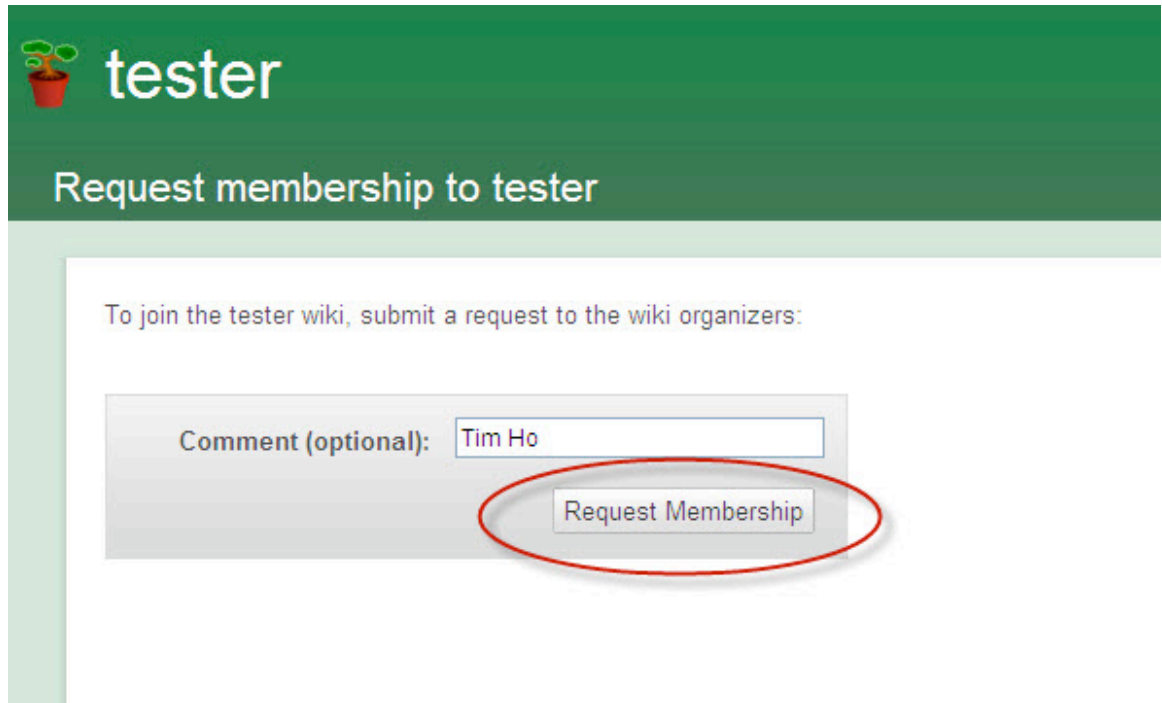 tester
Request membership to tester
To join the tester wiki, submit a request to the wiki organizers:
Comment (optional): Tim Ho
Request Membership